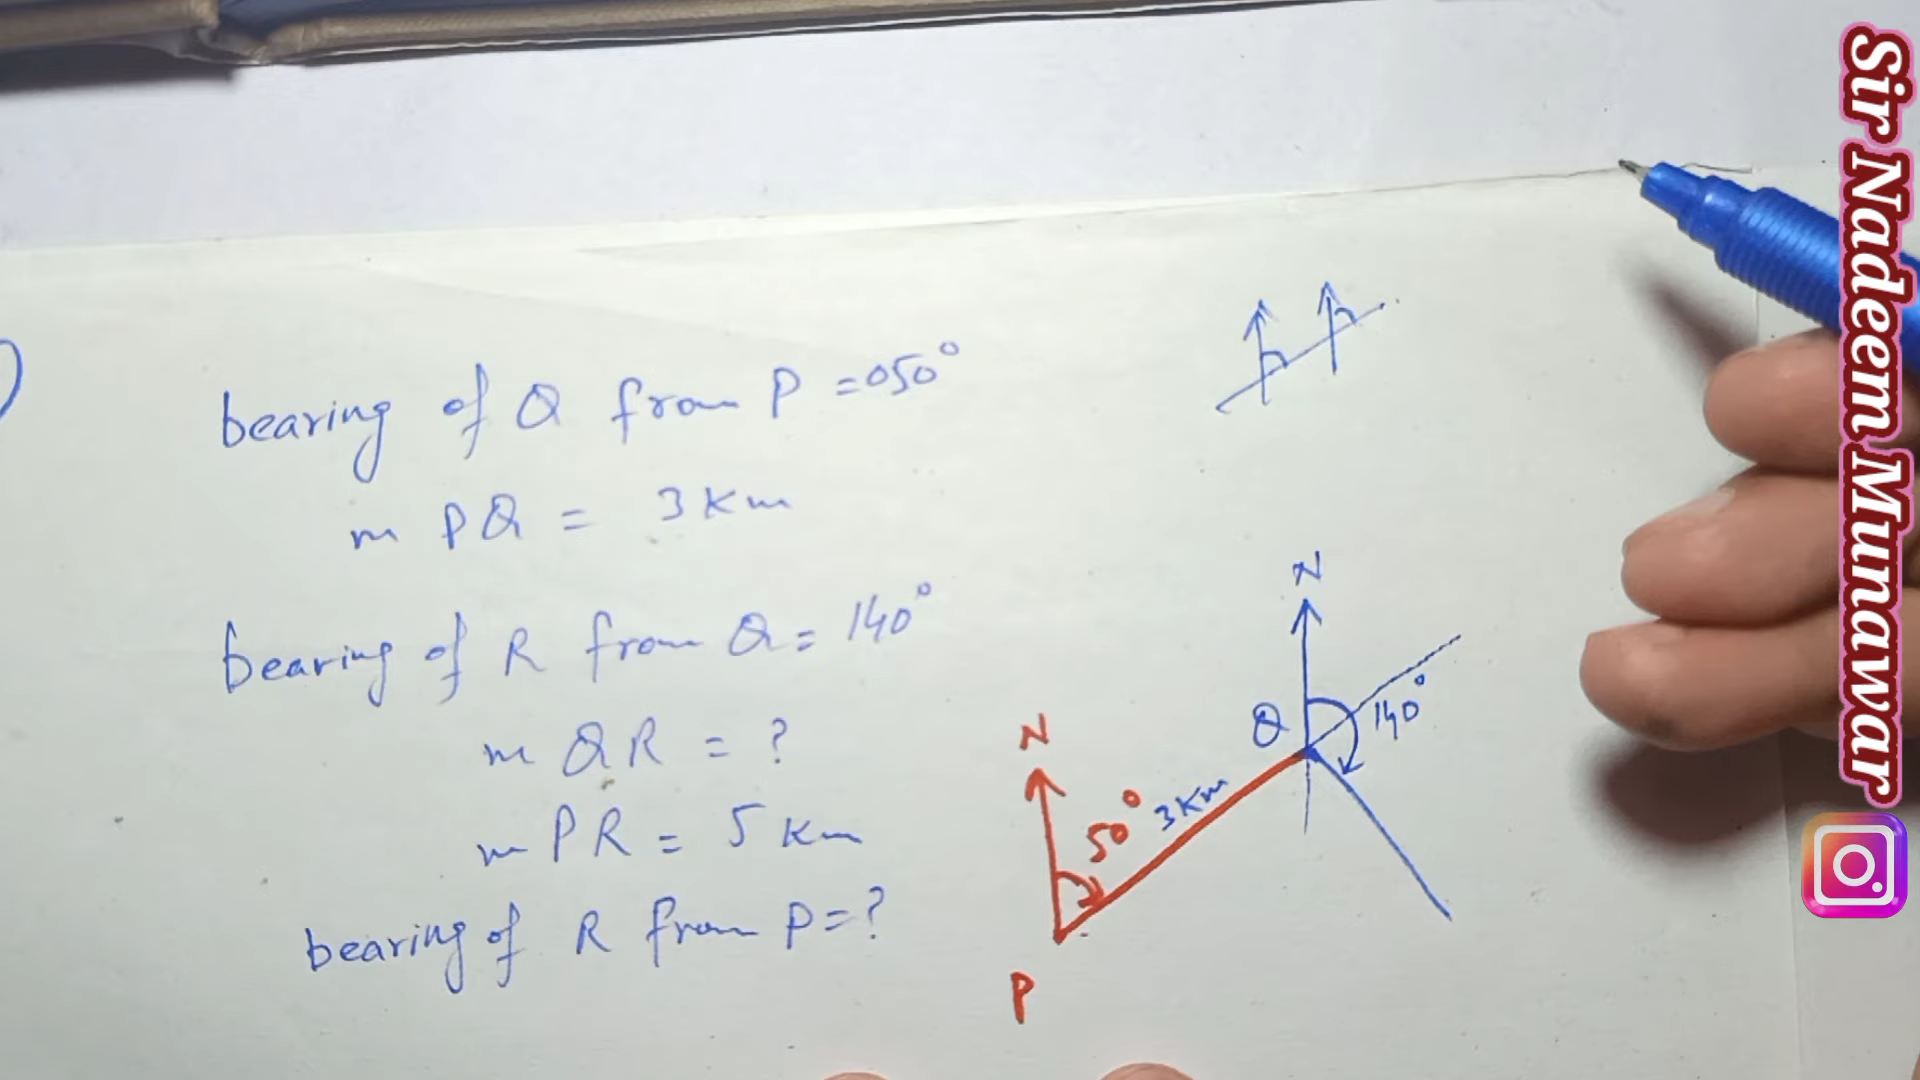 bearing of Q from P = 050°
m PQ = 3 Km
bearing of R from Q = 140°
m QR = ?
m PR = 5 Km
bearing of R from P = ?
N
Q
140°
N
50°
3 Km
P
Sir Nadeem Munawar